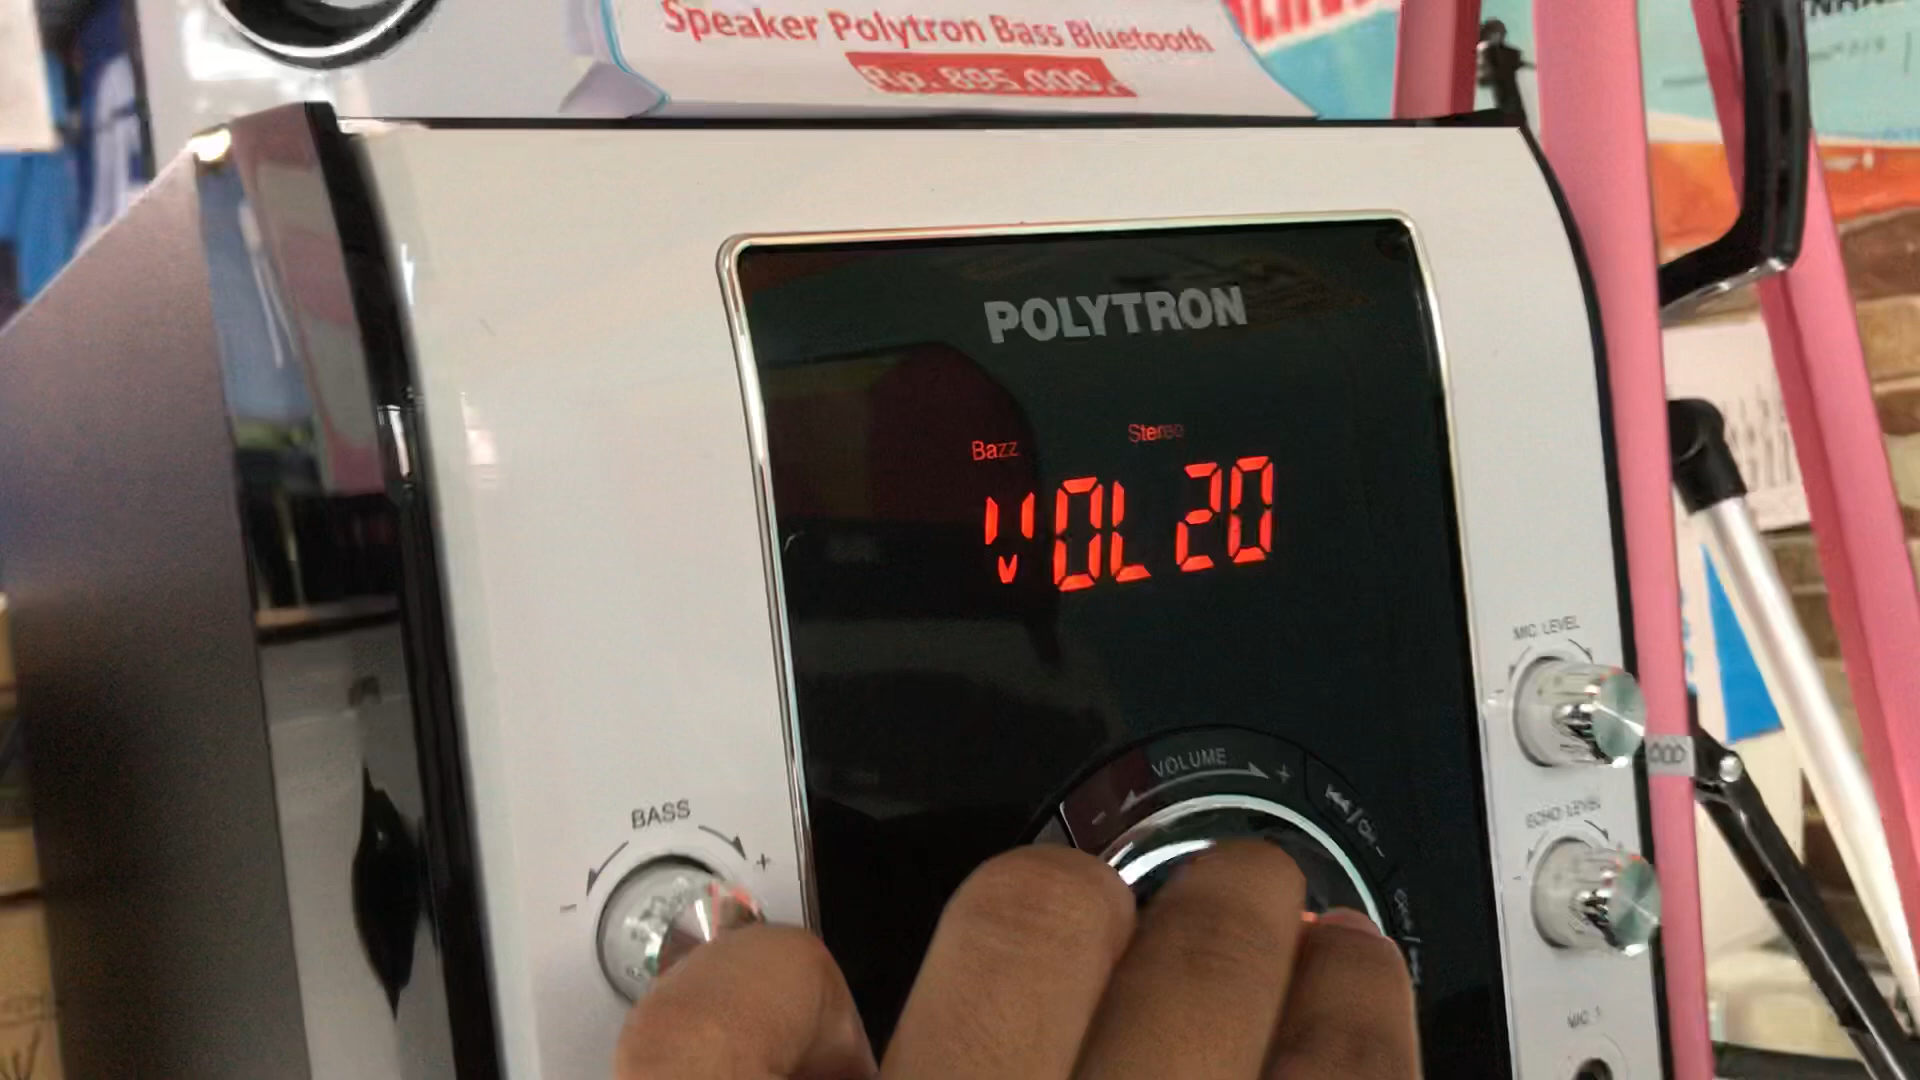 Speaker Polytron Bass Bluetooth
Rp. 895.000,-
POLYTRON
Bazz
Stereo
VOL 20
MIC LEVEL
VOLUME
- +
BASS
- +
ECHO LEVEL
MIC 1